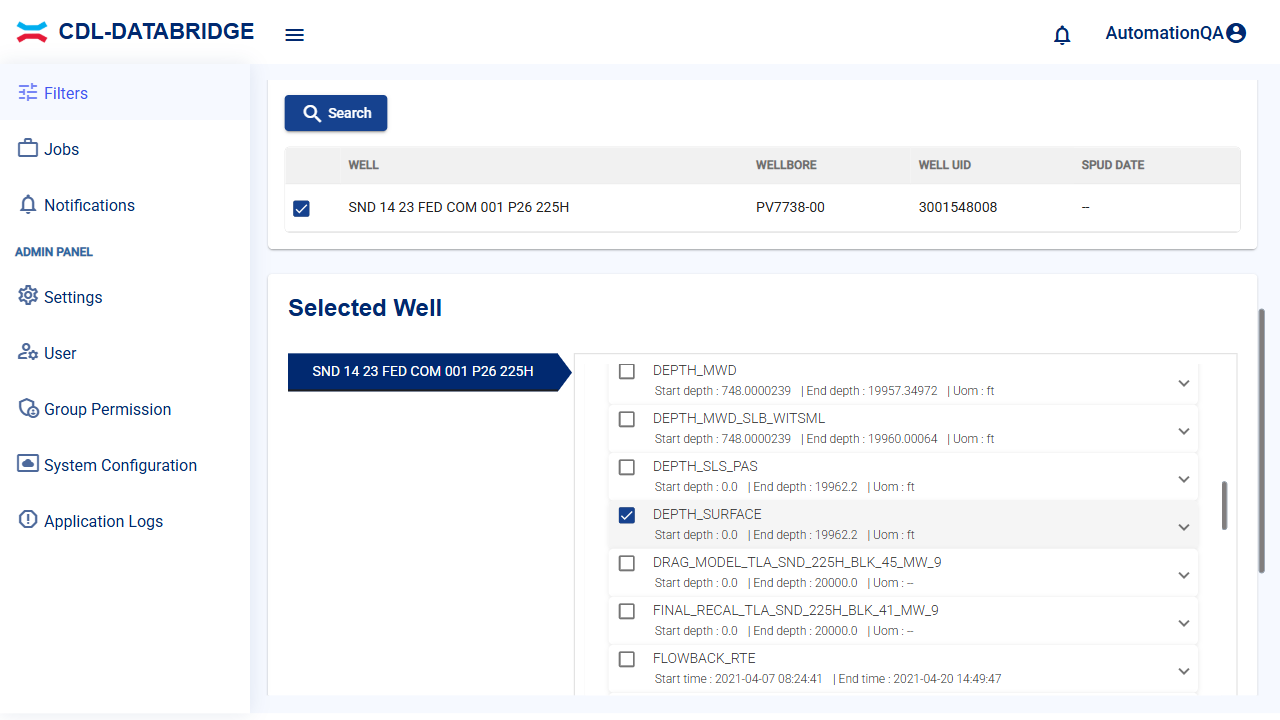 CDL-DATABRIDGE
AutomationQA
Filters
Jobs
Notifications
ADMIN PANEL
Settings
User
Group Permission
System Configuration
Application Logs
Search
WELL WELLBORE WELL UID SPUD DATE
SND 14 23 FED COM 001 P26 225H PV7738-00 3001548008 --
Selected Well
SND 14 23 FED COM 001 P26 225H
DEPTH_MWD
Start depth : 748.0000239 | End depth : 19957.34972 | Uom : ft
DEPTH_MWD_SLB_WITSML
Start depth : 748.0000239 | End depth : 19960.00064 | Uom : ft
DEPTH_SLS_PAS
Start depth : 0.0 | End depth : 19962.2 | Uom : ft
DEPTH_SURFACE
Start depth : 0.0 | End depth : 19962.2 | Uom : ft
DRAG_MODEL_TLA_SND_225H_BLK_45_MW_9
Start depth : 0.0 | End depth : 20000.0 | Uom : --
FINAL_RECAL_TLA_SND_225H_BLK_41_MW_9
Start depth : 0.0 | End depth : 20000.0 | Uom : --
FLOWBACK_RTE
Start time : 2021-04-07 08:24:41 | End time : 2021-04-20 14:49:47